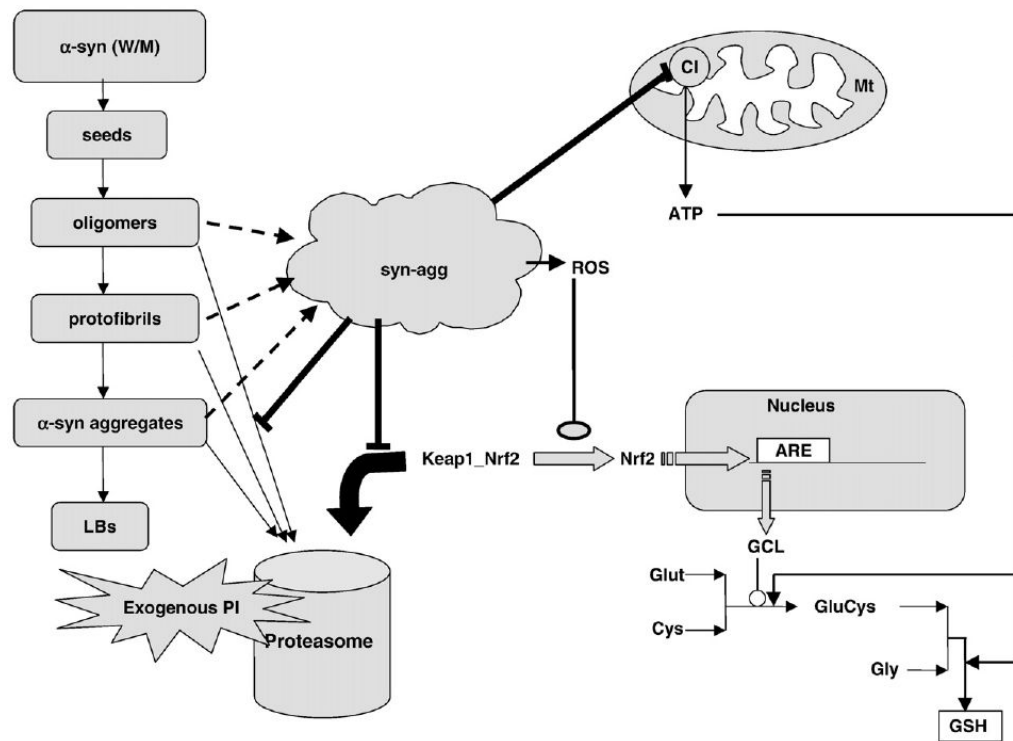 α-syn (W/M)
seeds
oligomers
protofibrils
α-syn aggregates
LBs
Exogenous PI
Proteasome
syn-agg
ROS
CI
Mt
ATP
Keap1_Nrf2
Nrf2
Nucleus
ARE
GCL
Glut
Cys
GluCys
Gly
GSH